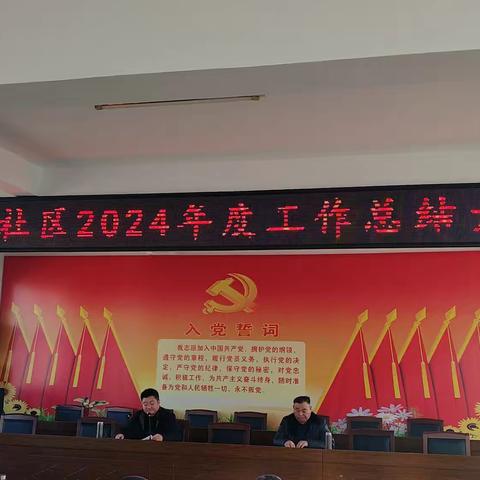 社区2024年度工作总结
入党誓词
我志愿加入中国共产党，拥护党的纲领，
遵守党的章程，履行党员义务，执行党的决
定，严守党的纪律，保守党的秘密，对党忠
诚，积极工作，为共产主义奋斗终身，随时准
备为党和人民牺牲一切，永不叛党。